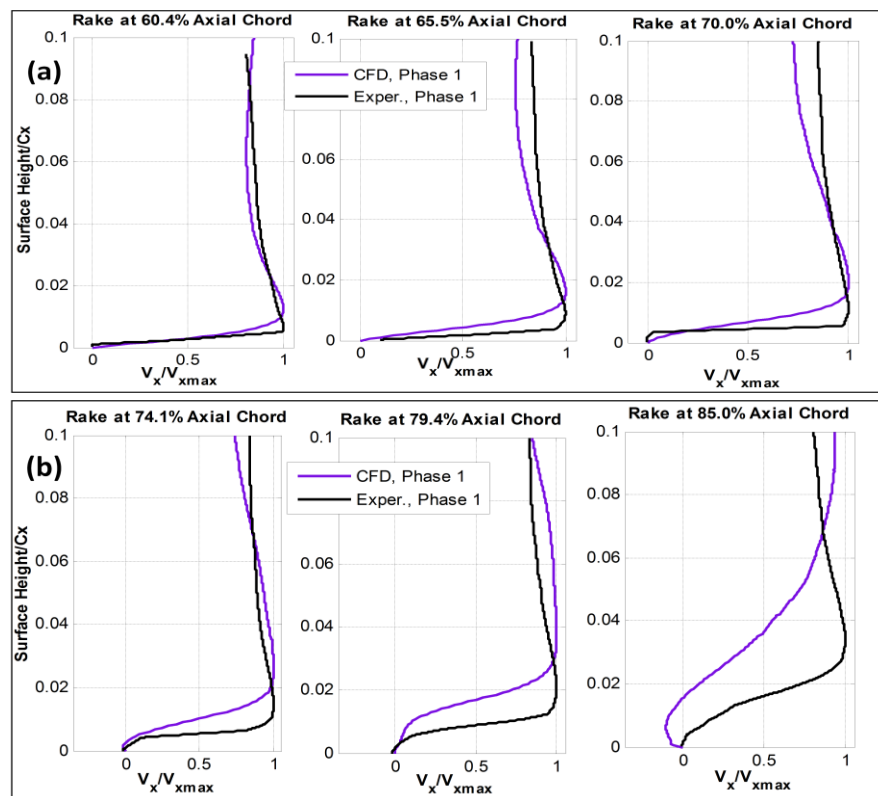 Rake at 60.4% Axial Chord
Rake at 65.5% Axial Chord
Rake at 70.0% Axial Chord
(a)
CFD, Phase 1
Exper., Phase 1
Surface Height/Cx
0.1
0.08
0.06
0.04
0.02
0
0 0.5 1
Vx/Vxmax
0.1
0.08
0.06
0.04
0.02
0
0 0.5 1
Vx/Vxmax
0.1
0.08
0.06
0.04
0.02
0
0 0.5 1
Vx/Vxmax
Rake at 74.1% Axial Chord
Rake at 79.4% Axial Chord
Rake at 85.0% Axial Chord
(b)
CFD, Phase 1
Exper., Phase 1
Surface Height/Cx
0.1
0.08
0.06
0.04
0.02
0
0 0.5 1
Vx/Vxmax
0.1
0.08
0.06
0.04
0.02
0
0 0.5 1
Vx/Vxmax
0.1
0.08
0.06
0.04
0.02
0
0 0.5 1
Vx/Vxmax